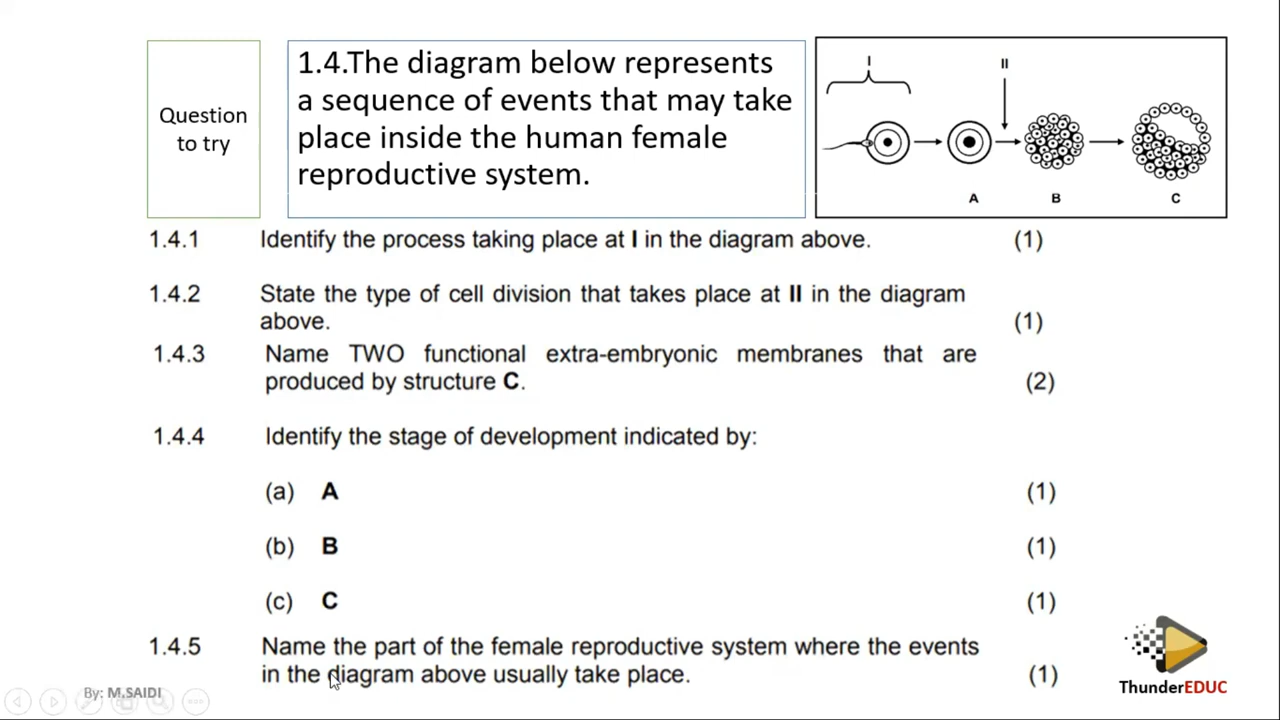 Question
to try
1.4.The diagram below represents
a sequence of events that may take
place inside the human female
reproductive system.
I
II
A
B
C
1.4.1 Identify the process taking place at I in the diagram above. (1)
1.4.2 State the type of cell division that takes place at II in the diagram
above. (1)
1.4.3 Name TWO functional extra-embryonic membranes that are
produced by structure C. (2)
1.4.4 Identify the stage of development indicated by:
(a) A (1)
(b) B (1)
(c) C (1)
1.4.5 Name the part of the female reproductive system where the events
in the diagram above usually take place. (1)
By: M.SAIDI
ThunderEDUC